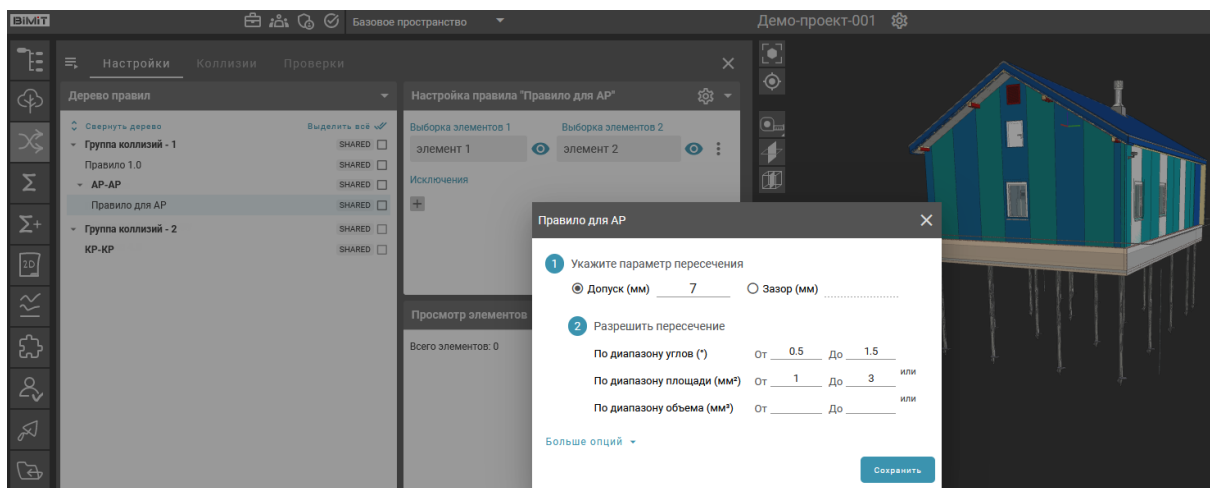 BIMiT
Базовое пространство
Демо-проект-001
Настройки Коллизии Проверки
Дерево правил
Свернуть дерево Выделить всё
Группа коллизий - 1 SHARED
Правило 1.0 SHARED
АР-АР SHARED
Правило для АР SHARED
Группа коллизий - 2 SHARED
КР-КР SHARED
Настройка правила "Правило для АР"
Выборка элементов 1 Выборка элементов 2
элемент 1 элемент 2
Исключения
Просмотр элементов
Всего элементов: 0
Правило для АР
1 Укажите параметр пересечения
Допуск (мм) 7 Зазор (мм)
2 Разрешить пересечение
По диапазону углов (°) От 0.5 До 1.5
или
По диапазону площади (мм²) От 1 До 3
или
По диапазону объема (мм³) От До
Больше опций
Сохранить
2D